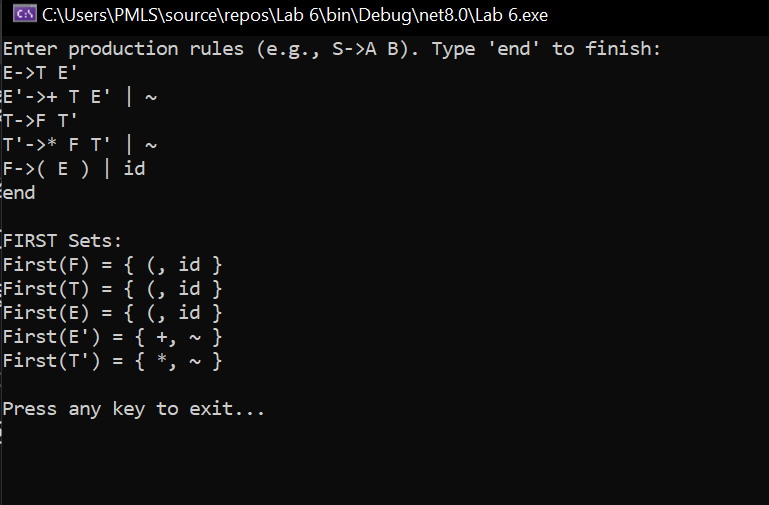 C:\Users\PMLS\source\repos\Lab 6\bin\Debug\net8.0\Lab 6.exe
Enter production rules (e.g., S->A B). Type 'end' to finish:
E->T E'
E'->+ T E' | ~
T->F T'
T'->* F T' | ~
F->( E ) | id
end
FIRST Sets:
First(F) = { (, id }
First(T) = { (, id }
First(E) = { (, id }
First(E') = { +, ~ }
First(T') = { *, ~ }
Press any key to exit...